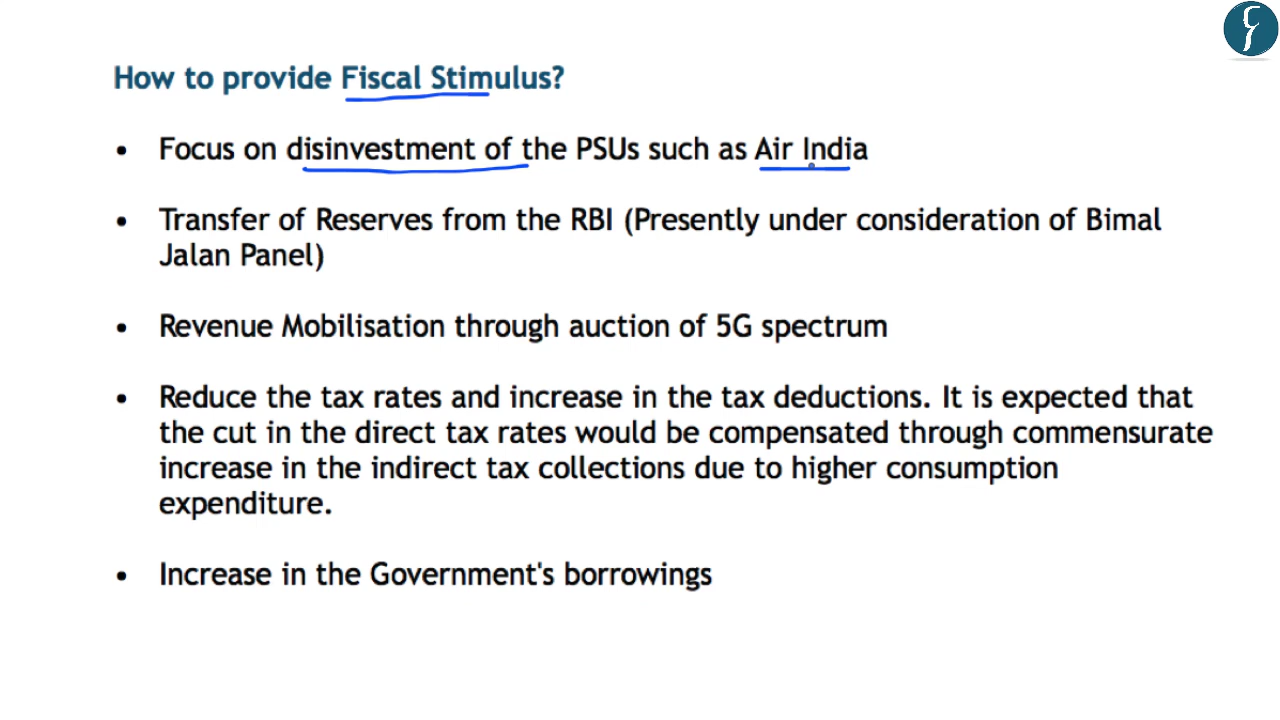 How to provide Fiscal Stimulus?
• Focus on disinvestment of the PSUs such as Air India
• Transfer of Reserves from the RBI (Presently under consideration of Bimal
Jalan Panel)
• Revenue Mobilisation through auction of 5G spectrum
• Reduce the tax rates and increase in the tax deductions. It is expected that
the cut in the direct tax rates would be compensated through commensurate
increase in the indirect tax collections due to higher consumption
expenditure.
• Increase in the Government's borrowings